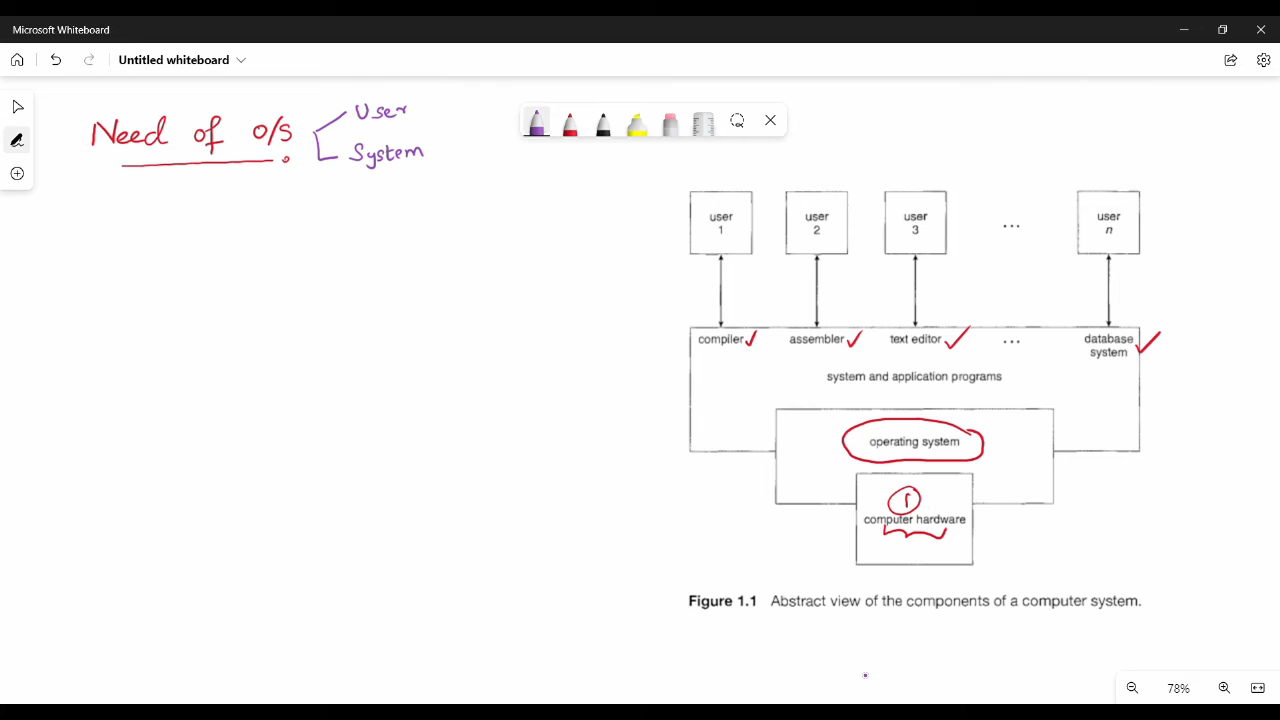 Microsoft Whiteboard
Untitled whiteboard
Need of O/S
User
System
user 1
user 2
user 3
...
user n
compiler
assembler
text editor
...
database system
system and application programs
operating system
1
computer hardware
Figure 1.1 Abstract view of the components of a computer system.
78%